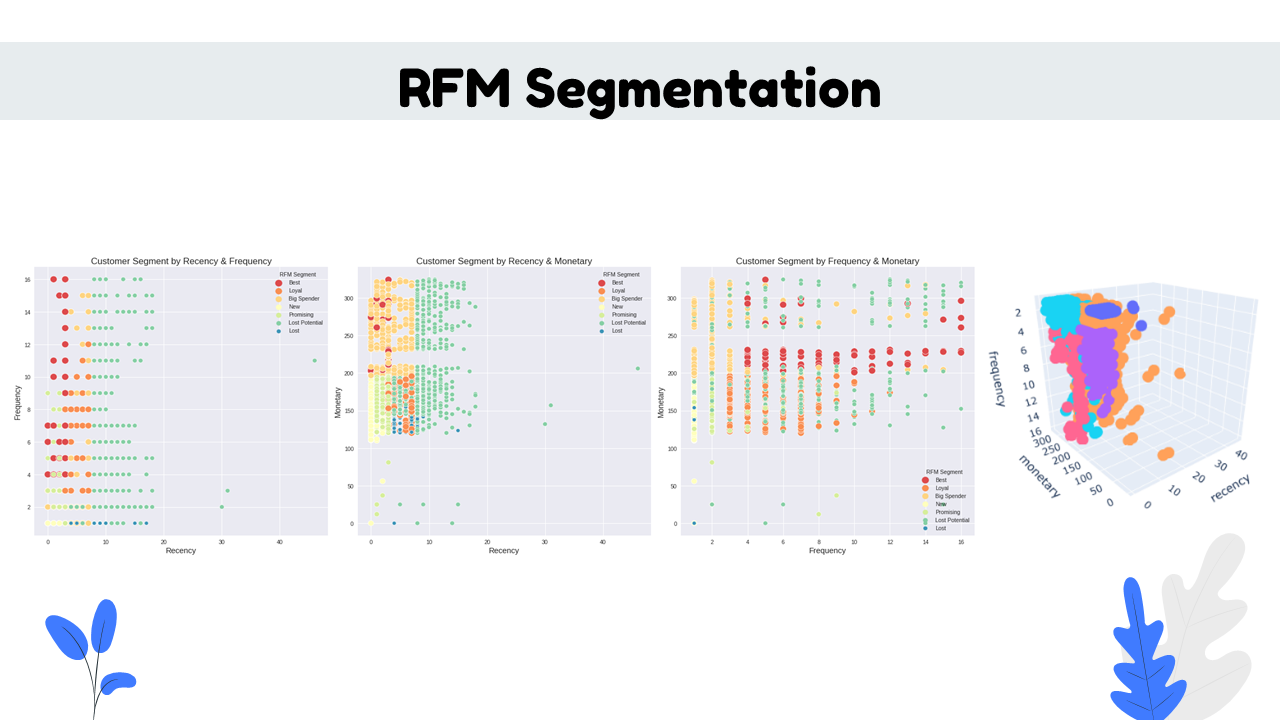 RFM Segmentation
Customer Segment by Recency & Frequency
RFM Segment
Best
Loyal
Big Spender
New
Promising
Lost Potential
Lost
Frequency
16
14
12
10
8
6
4
2
0
10
20
30
40
Recency
Customer Segment by Recency & Monetary
RFM Segment
Best
Loyal
Big Spender
New
Promising
Lost Potential
Lost
Monetary
300
250
200
150
100
50
0
0
10
20
30
40
Recency
Customer Segment by Frequency & Monetary
Monetary
300
250
200
150
100
50
0
RFM Segment
Best
Loyal
Big Spender
New
Promising
Lost Potential
Lost
2
4
6
8
10
12
14
16
Frequency
frequency
2
4
6
8
10
12
14
16
monetary
300
250
200
150
100
50
0
recency
0
10
20
30
40